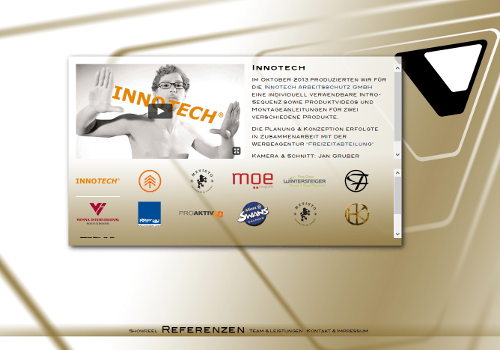 INNOTECH®
Innotech
Im Oktober 2013 produzierten wir für
die Innotech Arbeitsschutz GmbH
eine individuell verwendbare Intro-
Sequenz sowie Produktvideos und
Montageanleitungen für zwei
verschiedene Produkte.
Die Planung & Konzeption erfolgte
in Zusammenarbeit mit der
Werbeagentur "Freizeitabteilung"
Kamera & Schnitt: Jan Gruber
INNOTECH
moe
WINTERSTEIGER
PROAKTIV
SWANS
Showreel Referenzen Team & Leistungen Kontakt & Impressum